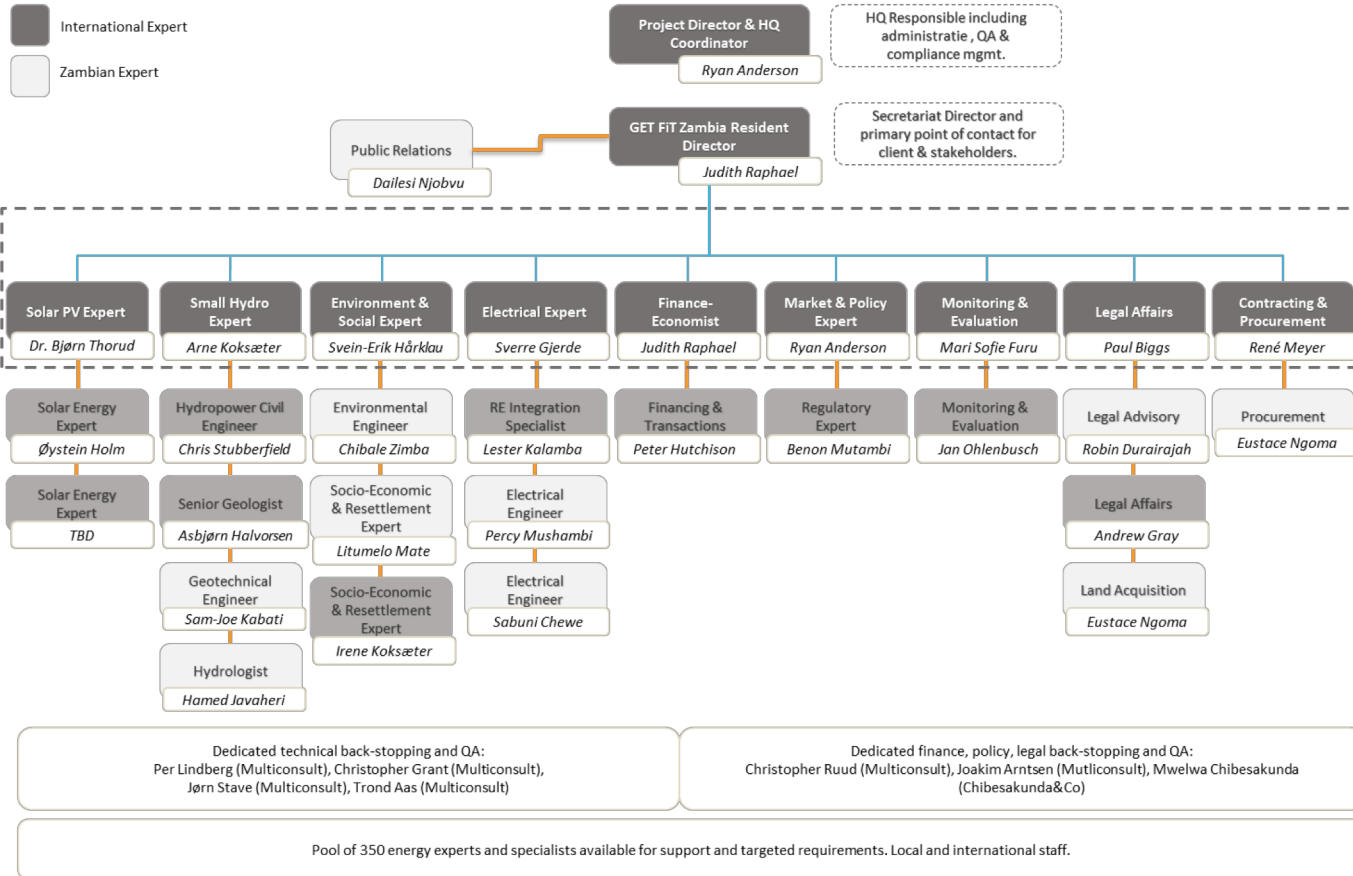 International Expert
Zambian Expert
Project Director & HQ
Coordinator
Ryan Anderson
HQ Responsible including
administratie , QA &
compliance mgmt.
Public Relations
Dailesi Njobvu
GET FiT Zambia Resident
Director
Judith Raphael
Secretariat Director and
primary point of contact for
client & stakeholders.
Solar PV Expert
Dr. Bjørn Thorud
Small Hydro
Expert
Arne Koksæter
Environment &
Social Expert
Svein-Erik Hårklau
Electrical Expert
Sverre Gjerde
Finance-
Economist
Judith Raphael
Market & Policy
Expert
Ryan Anderson
Monitoring &
Evaluation
Mari Sofie Furu
Legal Affairs
Paul Biggs
Contracting &
Procurement
René Meyer
Solar Energy
Expert
Øystein Holm
Hydropower Civil
Engineer
Chris Stubberfield
Environmental
Engineer
Chibale Zimba
RE Integration
Specialist
Lester Kalamba
Financing &
Transactions
Peter Hutchison
Regulatory
Expert
Benon Mutambi
Monitoring &
Evaluation
Jan Ohlenbusch
Legal Advisory
Robin Durairajah
Procurement
Eustace Ngoma
Solar Energy
Expert
TBD
Senior Geologist
Asbjørn Halvorsen
Socio-Economic
& Resettlement
Expert
Litumelo Mate
Electrical
Engineer
Percy Mushambi
Legal Affairs
Andrew Gray
Geotechnical
Engineer
Sam-Joe Kabati
Socio-Economic
& Resettlement
Expert
Irene Koksæter
Electrical
Engineer
Sabuni Chewe
Land Acquisition
Eustace Ngoma
Hydrologist
Hamed Javaheri
Dedicated technical back-stopping and QA:
Per Lindberg (Multiconsult), Christopher Grant (Multiconsult),
Jørn Stave (Multiconsult), Trond Aas (Multiconsult)
Dedicated finance, policy, legal back-stopping and QA:
Christopher Ruud (Multiconsult), Joakim Arntsen (Mutliconsult), Mwelwa Chibesakunda
(Chibesakunda&Co)
Pool of 350 energy experts and specialists available for support and targeted requirements. Local and international staff.